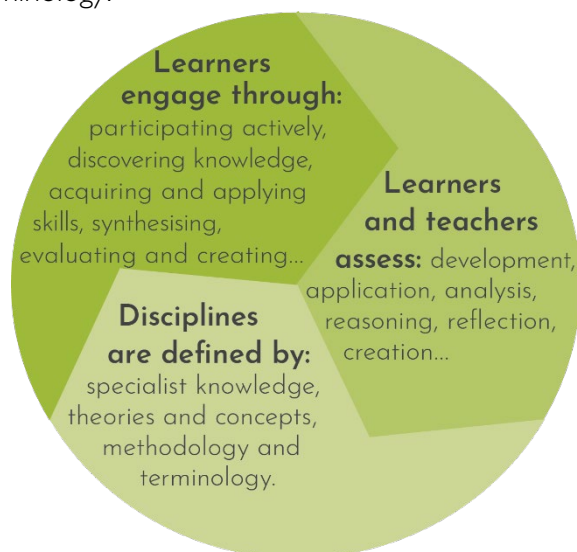 minology.
Learners
engage through:
participating actively,
discovering knowledge,
acquiring and applying
skills, synthesising,
evaluating and creating...
Learners
and teachers
assess: development,
application, analysis,
reasoning, reflection,
creation...
Disciplines
are defined by:
specialist knowledge,
theories and concepts,
methodology and
terminology.